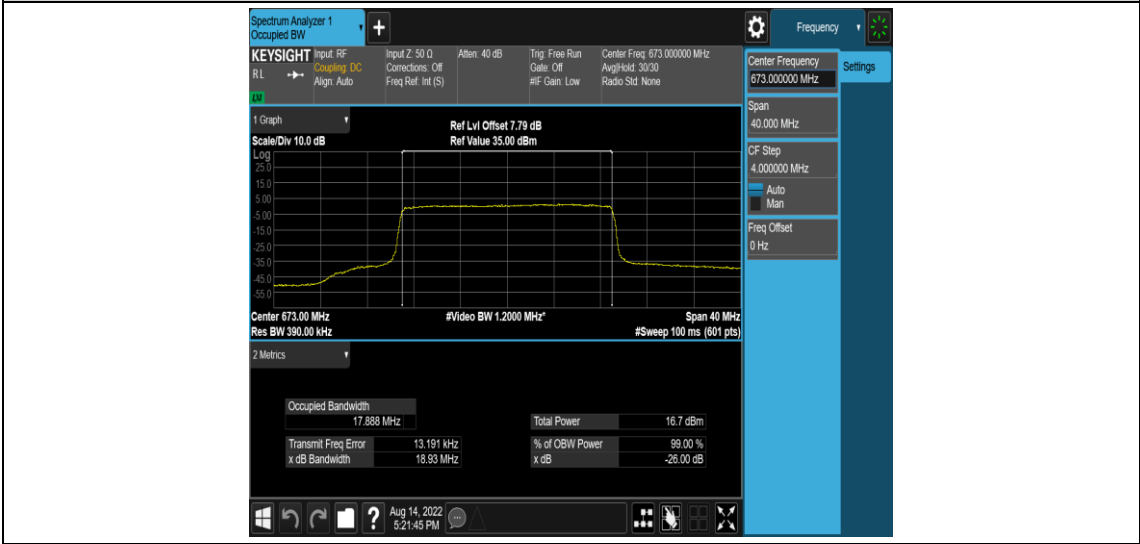 Spectrum Analyzer 1
Occupied BW
+
Frequency
KEYSIGHT
RL
LM
Input: RF
Coupling: DC
Align: Auto
Input Z: 50 Ω
Corrections: Off
Freq Ref: Int (S)
Atten: 40 dB
Trig: Free Run
Gate: Off
#IF Gain: Low
Center Freq: 673.000000 MHz
Avg|Hold: 30/30
Radio Std: None
Center Frequency
673.000000 MHz
Settings
Span
40.000 MHz
CF Step
4.000000 MHz
Auto
Man
Freq Offset
0 Hz
1 Graph
Scale/Div 10.0 dB
Ref Lvl Offset 7.79 dB
Ref Value 35.00 dBm
Log
25.0
15.0
5.00
-5.00
-15.0
-25.0
-35.0
-45.0
-55.0
Center 673.00 MHz
#Video BW 1.2000 MHz*
Span 40 MHz
Res BW 390.00 kHz
#Sweep 100 ms (601 pts)
2 Metrics
Occupied Bandwidth
17.888 MHz
Total Power 16.7 dBm
Transmit Freq Error 13.191 kHz
% of OBW Power 99.00 %
x dB Bandwidth 18.93 MHz
x dB -26.00 dB
?
Aug 14, 2022
5:21:45 PM